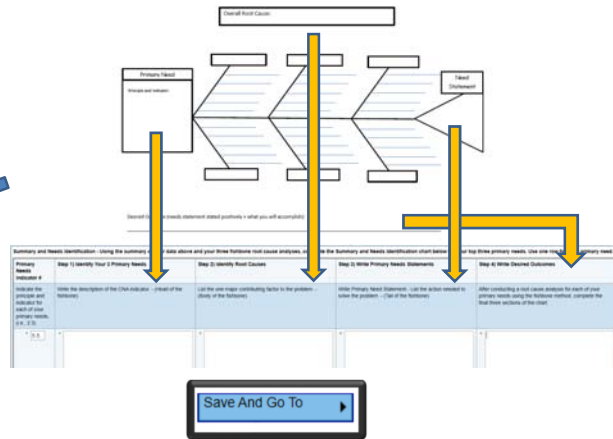 Overall Root Cause:
Primary Need
Principle and Indicator
Need
Statement
Desired (needs statement stated positively = what you will accomplish)
Summary and Needs Identification - Using the summary data above and your three fishbone root cause analyses, the Summary and Needs Identification chart below top three primary needs. Use one primary need
Primary
Needs
Indicator #
Step 1) Identify Your 3 Primary Needs
Step 2) Identify Root Causes
Step 3) Write Primary Needs Statements
Step 4) Write Desired Outcomes
Indicate the
principle and
indicator for
each of your
primary needs,
Write the description of the CNA indicator. - (Head of the
fishbone)
List the one major contributing factor to the problem -
(Body of the fishbone)
Write Primary Need Statement - List the action needed to
solve the problem. - (Tail of the fishbone)
After conducting a root cause analysis for each of your
primary needs using the fishbone method, complete the
final three sections of the chart.
Save And Go To